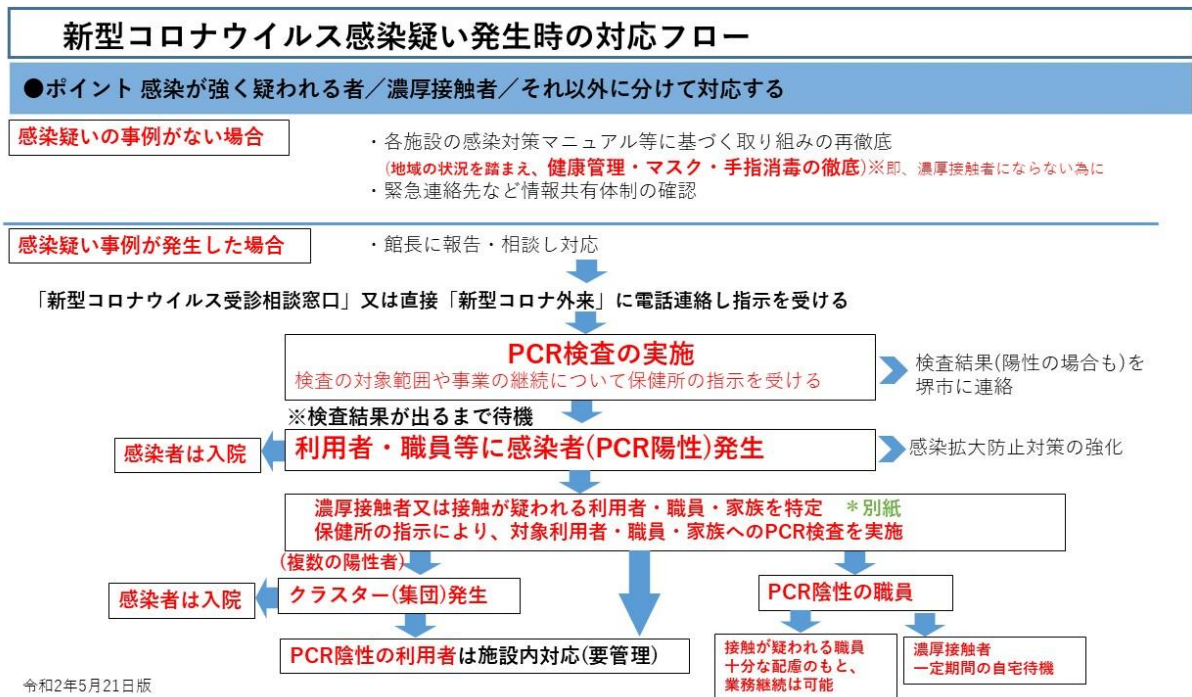 新型コロナウイルス感染疑い発生時の対応フロー
●ポイント 感染が強く疑われる者／濃厚接触者／それ以外に分けて対応する
感染疑いの事例がない場合
・各施設の感染対策マニュアル等に基づく取り組みの再徹底
(地域の状況を踏まえ、健康管理・マスク・手指消毒の徹底)※即、濃厚接触者にならない為に
・緊急連絡先など情報共有体制の確認
感染疑い事例が発生した場合
・館長に報告・相談し対応
「新型コロナウイルス受診相談窓口」又は直接「新型コロナ外来」に電話連絡し指示を受ける
PCR検査の実施
検査の対象範囲や事業の継続について保健所の指示を受ける
検査結果(陽性の場合も)を
堺市に連絡
※検査結果が出るまで待機
感染者は入院
利用者・職員等に感染者(PCR陽性)発生
感染拡大防止対策の強化
濃厚接触者又は接触が疑われる利用者・職員・家族を特定 ＊別紙
保健所の指示により、対象利用者・職員・家族へのPCR検査を実施
(複数の陽性者)
感染者は入院
クラスター(集団)発生
PCR陰性の職員
PCR陰性の利用者は施設内対応(要管理)
接触が疑われる職員
十分な配慮のもと、
業務継続は可能
濃厚接触者
一定期間の自宅待機
令和2年5月21日版